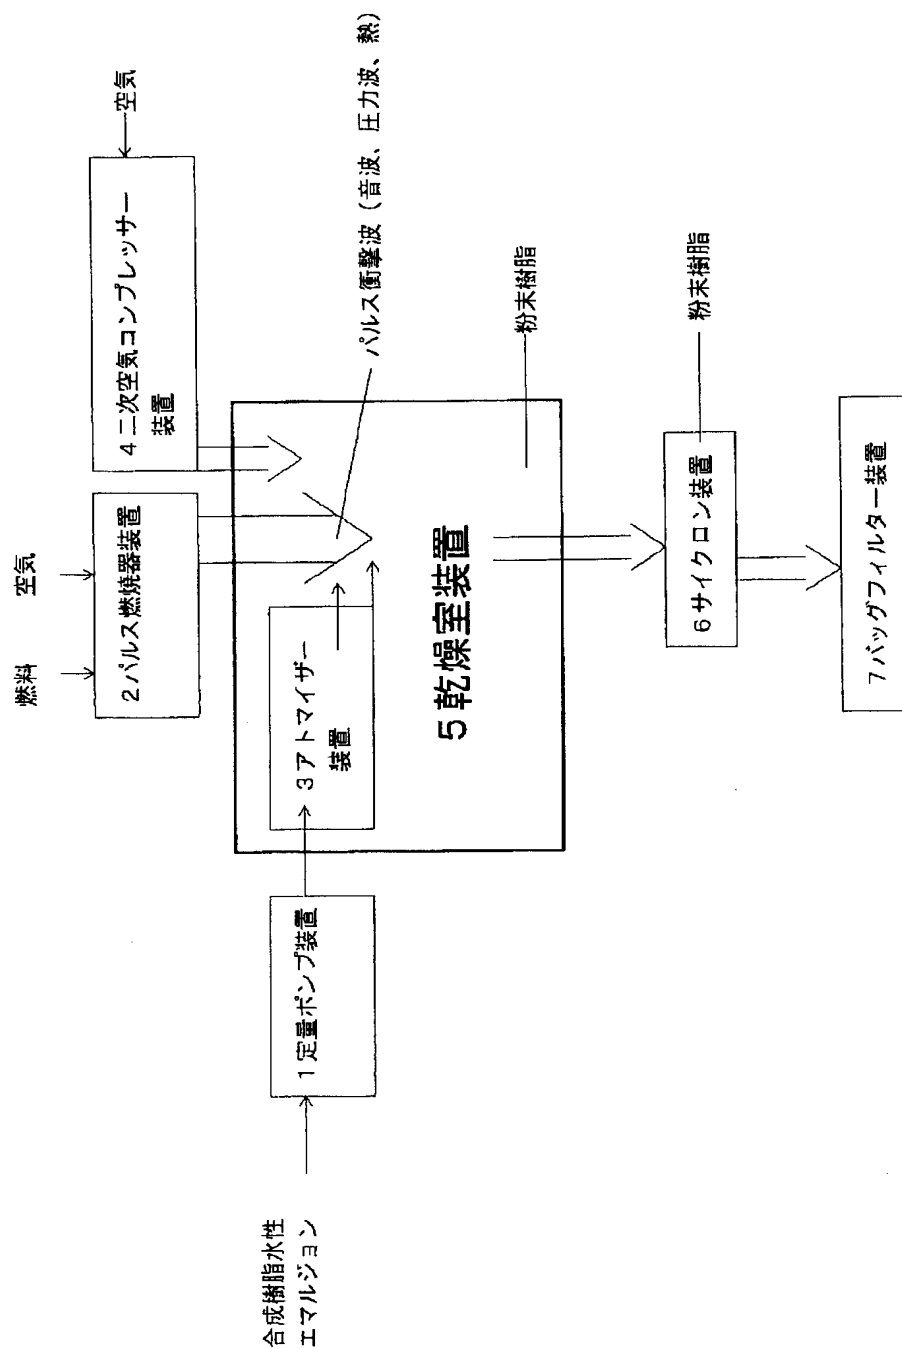 合成樹脂水性
エマルジョン
1定量ポンプ装置
燃料
空気
2パルス燃焼器装置
3アトマイザー
装置
4二次空気コンプレッサー
装置
空気
パルス衝撃波（音波、圧力波、熱）
5乾燥室装置
粉末樹脂
6サイクロン装置
粉末樹脂
7バッグフィルター装置